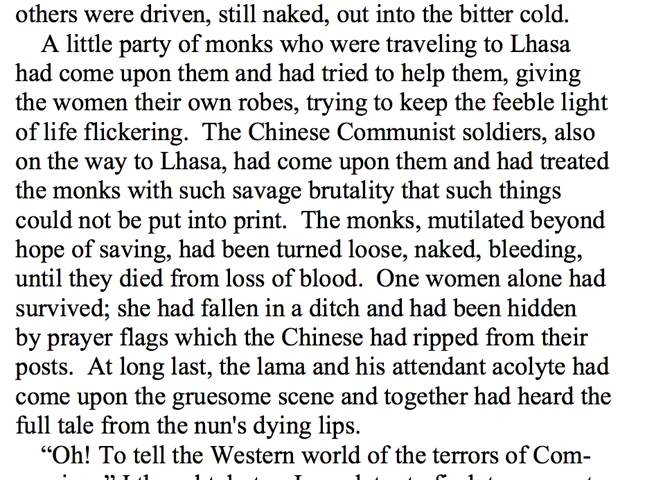 others were driven, still naked, out into the bitter cold.
A little party of monks who were traveling to Lhasa
had come upon them and had tried to help them, giving
the women their own robes, trying to keep the feeble light
of life flickering.  The Chinese Communist soldiers, also
on the way to Lhasa, had come upon them and had treated
the monks with such savage brutality that such things
could not be put into print.  The monks, mutilated beyond
hope of saving, had been turned loose, naked, bleeding,
until they died from loss of blood.  One women alone had
survived; she had fallen in a ditch and had been hidden
by prayer flags which the Chinese had ripped from their
posts.  At long last, the lama and his attendant acolyte had
come upon the gruesome scene and together had heard the
full tale from the nun's dying lips.
“Oh! To tell the Western world of the terrors of Com-